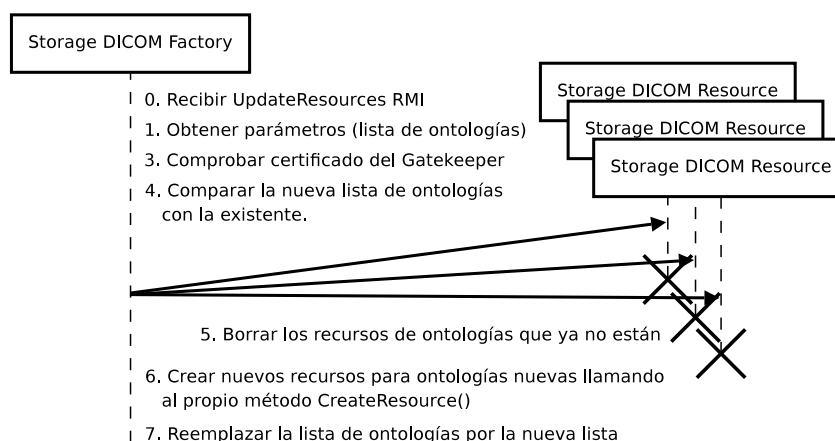 Storage DICOM Factory
Storage DICOM Resource
Storage DICOM Resource
Storage DICOM Resource
0. Recibir UpdateResources RMI
1. Obtener parámetros (lista de ontologías)
3. Comprobar certificado del Gatekeeper
4. Comparar la nueva lista de ontologías
con la existente.
5. Borrar los recursos de ontologías que ya no están
6. Crear nuevos recursos para ontologías nuevas llamando
al propio método CreateResource()
7. Reemplazar la lista de ontologías por la nueva lista